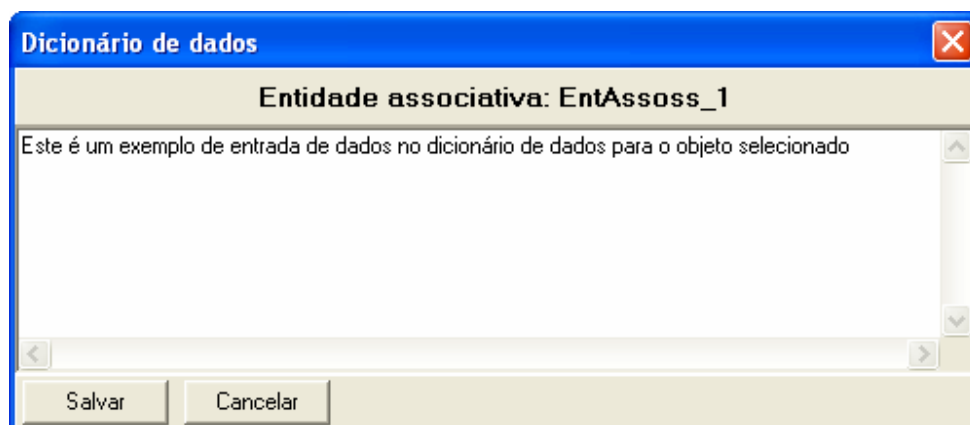 Dicionário de dados
Entidade associativa: EntAssoss_1
Este é um exemplo de entrada de dados no dicionário de dados para o objeto selecionado
Salvar Cancelar